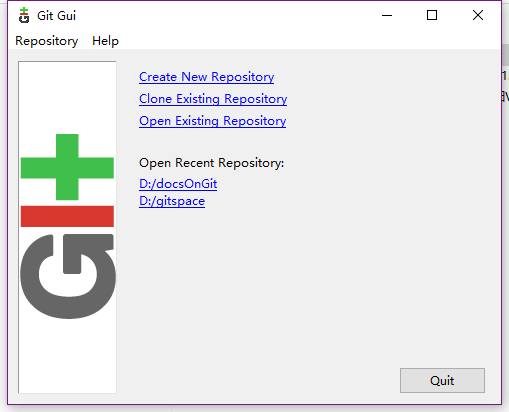 Git Gui
Repository Help
Create New Repository
Clone Existing Repository
Open Existing Repository
Open Recent Repository:
D:/docsOnGit
D:/gitspace
GIt
Quit